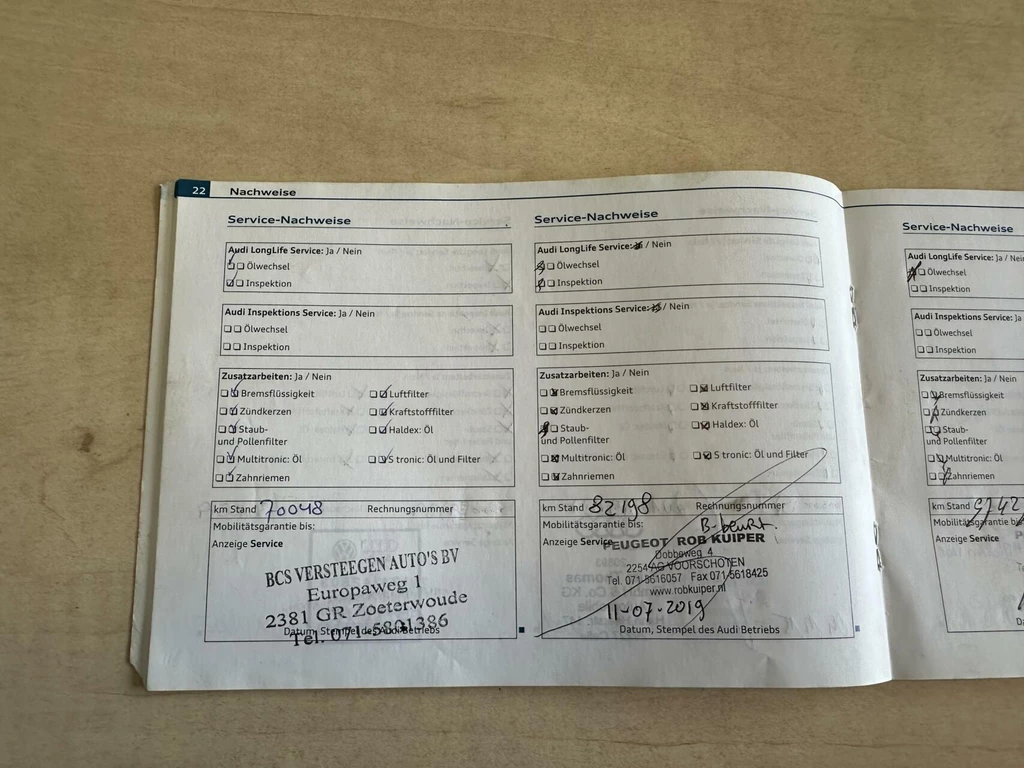 22 Nachweise
Service-Nachweise
Audi LongLife Service: Ja / Nein
Ölwechsel
Inspektion
Audi Inspektions Service: Ja / Nein
Ölwechsel
Inspektion
Zusatzarbeiten: Ja / Nein
Bremsflüssigkeit Luftfilter
Zündkerzen Kraftstofffilter
Staub- Haldex: Öl
und Pollenfilter
Multitronic: Öl S tronic: Öl und Filter
Zahnriemen
km Stand 70048 Rechnungsnummer
Mobilitätsgarantie bis:
Anzeige Service
BCS VERSTEEGEN AUTO'S BV
Europaweg 1
2381 GR Zoeterwoude
Tel. 071-5801386
Datum, Stempel des Audi Betriebs
Service-Nachweise
Audi LongLife Service: Ja / Nein
Ölwechsel
Inspektion
Audi Inspektions Service: Ja / Nein
Ölwechsel
Inspektion
Zusatzarbeiten: Ja / Nein
Bremsflüssigkeit Luftfilter
Zündkerzen Kraftstofffilter
Staub- Haldex: Öl
und Pollenfilter
Multitronic: Öl S tronic: Öl und Filter
Zahnriemen
km Stand 82198 Rechnungsnummer
Mobilitätsgarantie bis: B. beurt.
Anzeige Service
PEUGEOT ROB KUIPER
Dobbeweg 4
2254 AG VOORSCHOTEN
Tel. 071-5616057 Fax 071-5618425
www.robkuiper.nl
11-07-2019
Datum, Stempel des Audi Betriebs
Service-Nachweise
Audi LongLife Service: Ja / Nein
Ölwechsel
Inspektion
Audi Inspektions Service: Ja
Ölwechsel
Inspektion
Zusatzarbeiten: Ja / Nein
Bremsflüssigkeit
Zündkerzen
Staub-
und Pollenfilter
Multitronic: Öl
Zahnriemen
km Stand
Mobilitätsgarantie
Anzeige Service